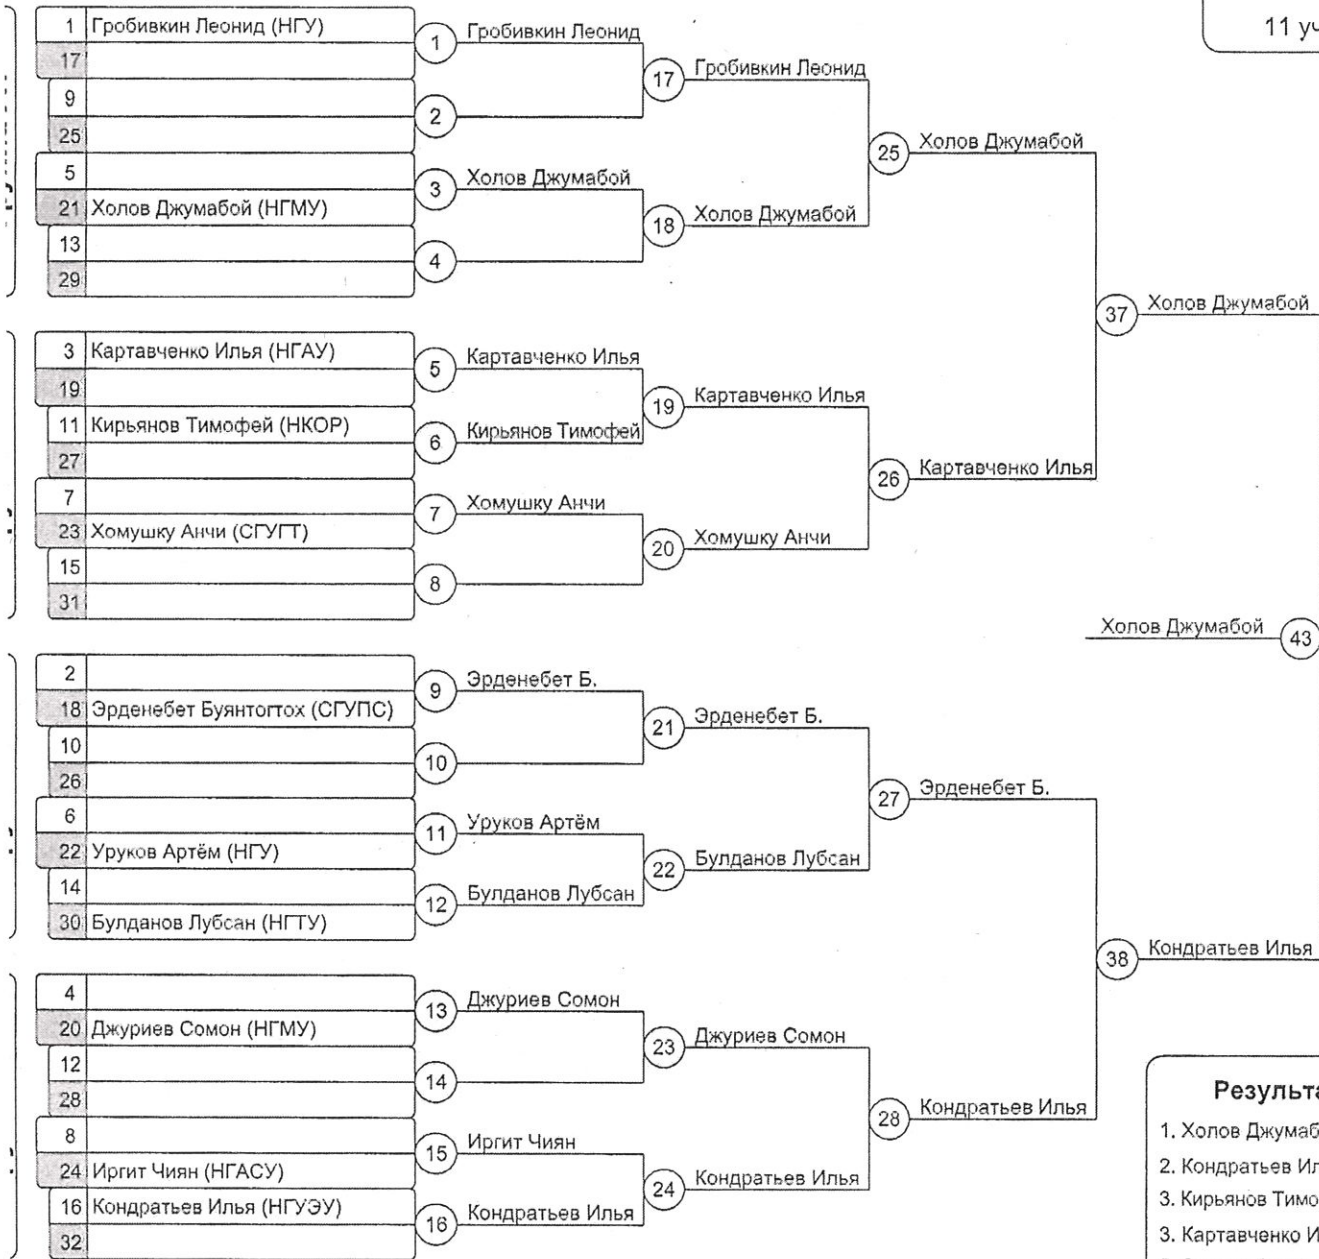 11 уч
1 Гробивкин Леонид (НГУ)
17
9
25
5
21 Холов Джумабой (НГМУ)
13
29
3 Картавченко Илья (НГАУ)
19
11 Кирьянов Тимофей (НКОР)
27
7
23 Хомушку Анчи (СГУГТ)
15
31
2
18 Эрденебет Буянтогтох (СГУПС)
10
26
6
22 Уруков Артём (НГУ)
14
30 Булданов Лубсан (НГТУ)
4
20 Джуриев Сомон (НГМУ)
12
28
8
24 Иргит Чиян (НГАСУ)
16 Кондратьев Илья (НГУЭУ)
32
1 Гробивкин Леонид
2
3 Холов Джумабой
4
5 Картавченко Илья
6 Кирьянов Тимофей
7 Хомушку Анчи
8
9 Эрденебет Б.
10
11 Уруков Артём
12 Булданов Лубсан
13 Джуриев Сомон
14
15 Иргит Чиян
16 Кондратьев Илья
17 Гробивкин Леонид
18 Холов Джумабой
19 Картавченко Илья
20 Хомушку Анчи
21 Эрденебет Б.
22 Булданов Лубсан
23 Джуриев Сомон
24 Кондратьев Илья
25 Холов Джумабой
26 Картавченко Илья
27 Эрденебет Б.
28 Кондратьев Илья
37 Холов Джумабой
38 Кондратьев Илья
Холов Джумабой 43
Результа
1. Холов Джумаб
2. Кондратьев Ил
3. Кирьянов Тимо
3. Картавченко И